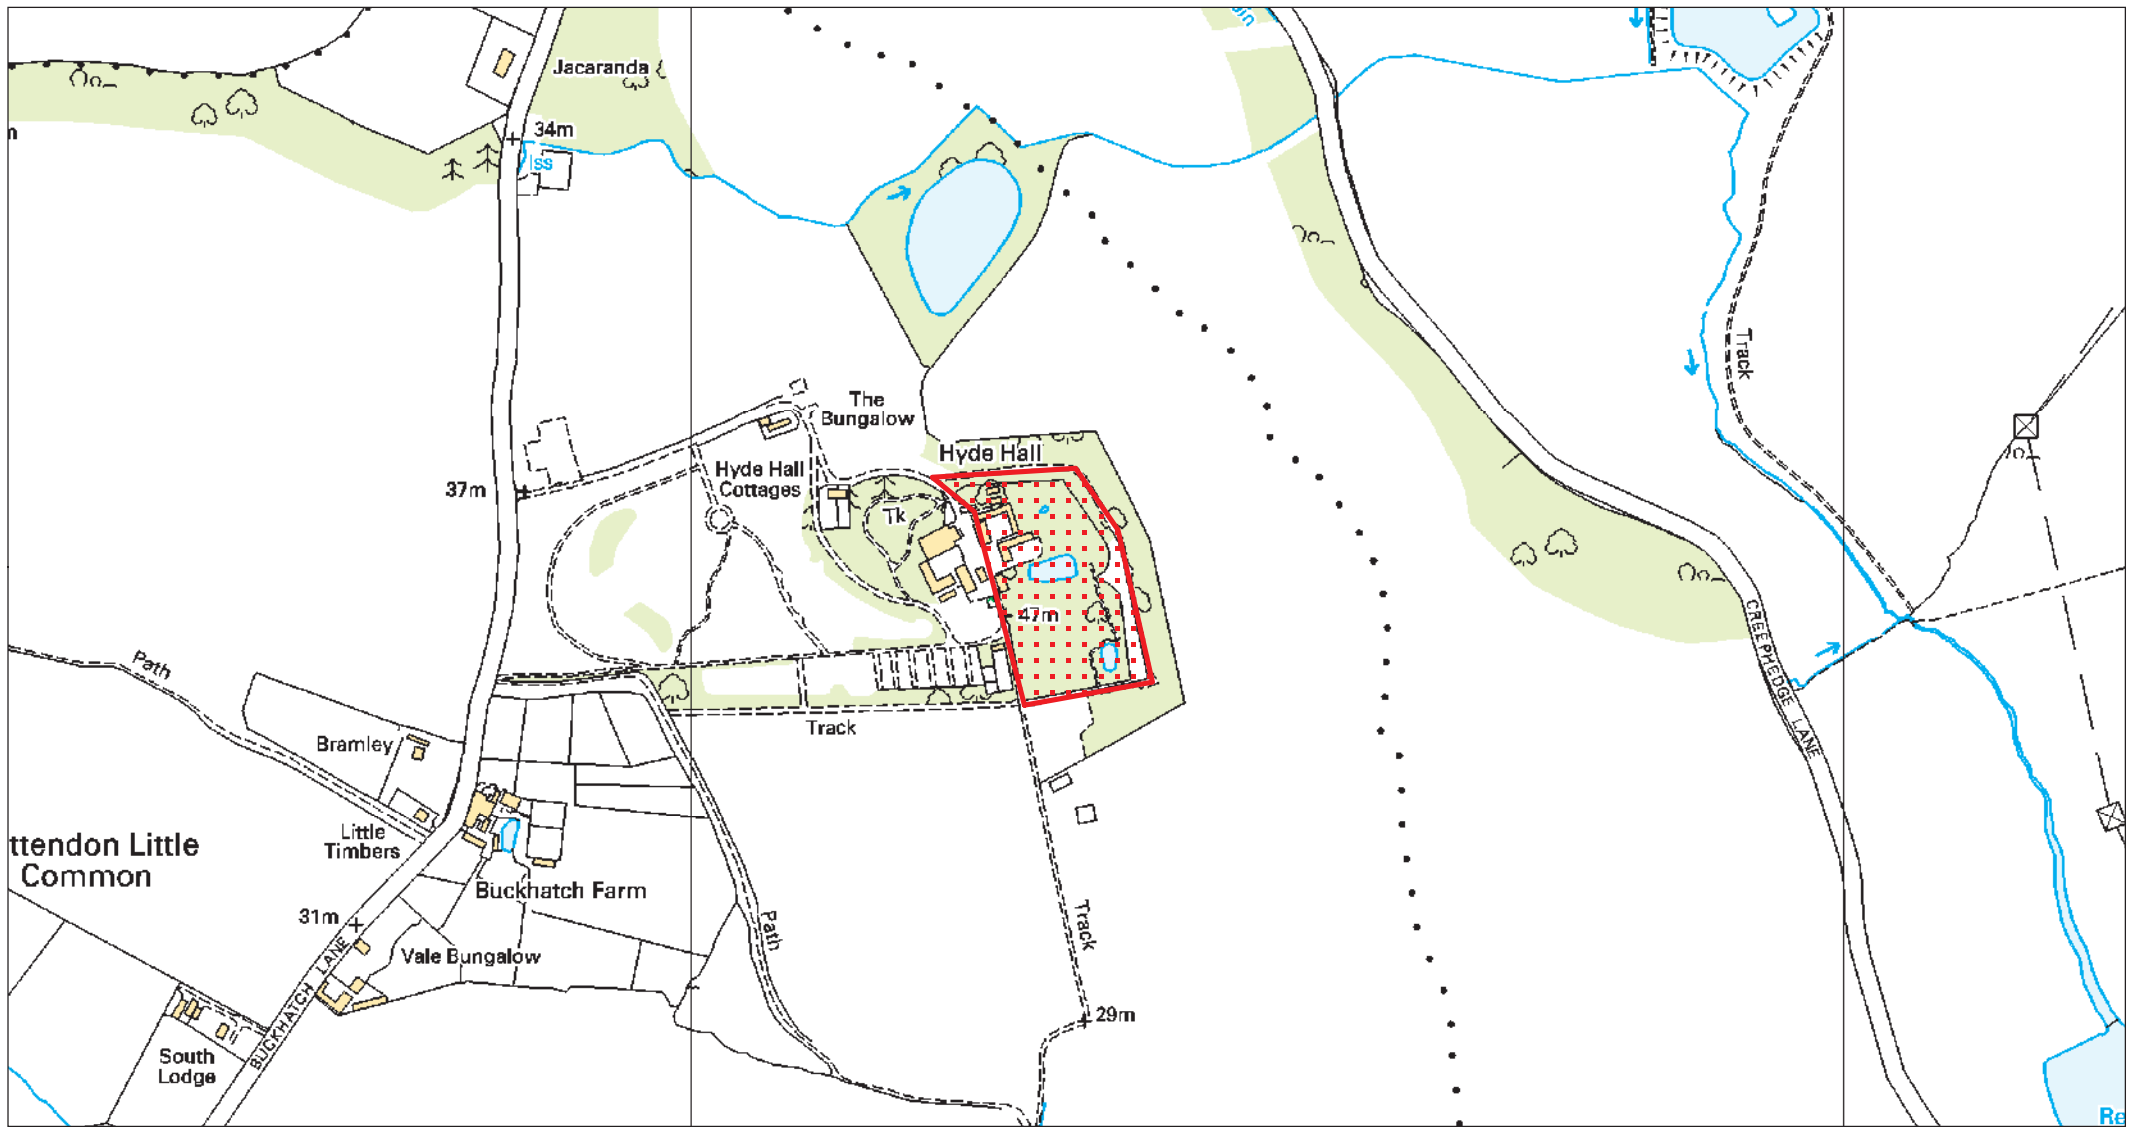 Jacaranda
34m
Iss
Track
The
Bungalow
Hyde Hall
Hyde Hall
Cottages
37m
Tk
47m
CREEPHEDGE LANE
Path
Track
Bramley
Little
Timbers
ttendon Little
Common
Buckhatch Farm
31m
Vale Bungalow
Path
Track
29m
BUCKHATCH LANE
South
Lodge
Re